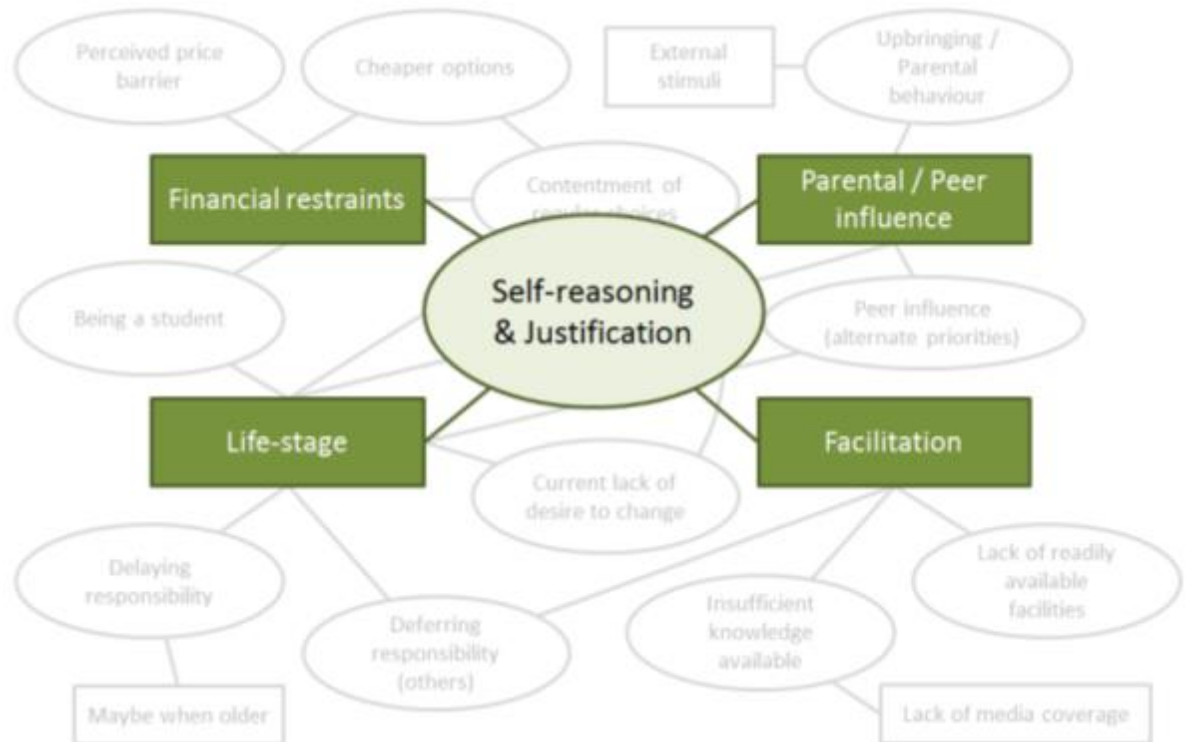 Perceived price
barrier
Cheaper options
External
stimuli
Upbringing /
Parental
behaviour
Financial restraints
Contentment of
regular choices
Parental / Peer
influence
Self-reasoning
& Justification
Being a student
Peer influence
(alternate priorities)
Life-stage
Facilitation
Current lack of
desire to change
Delaying
responsibility
Lack of readily
available
facilities
Deferring
responsibility
(others)
Insufficient
knowledge
available
Maybe when older
Lack of media coverage